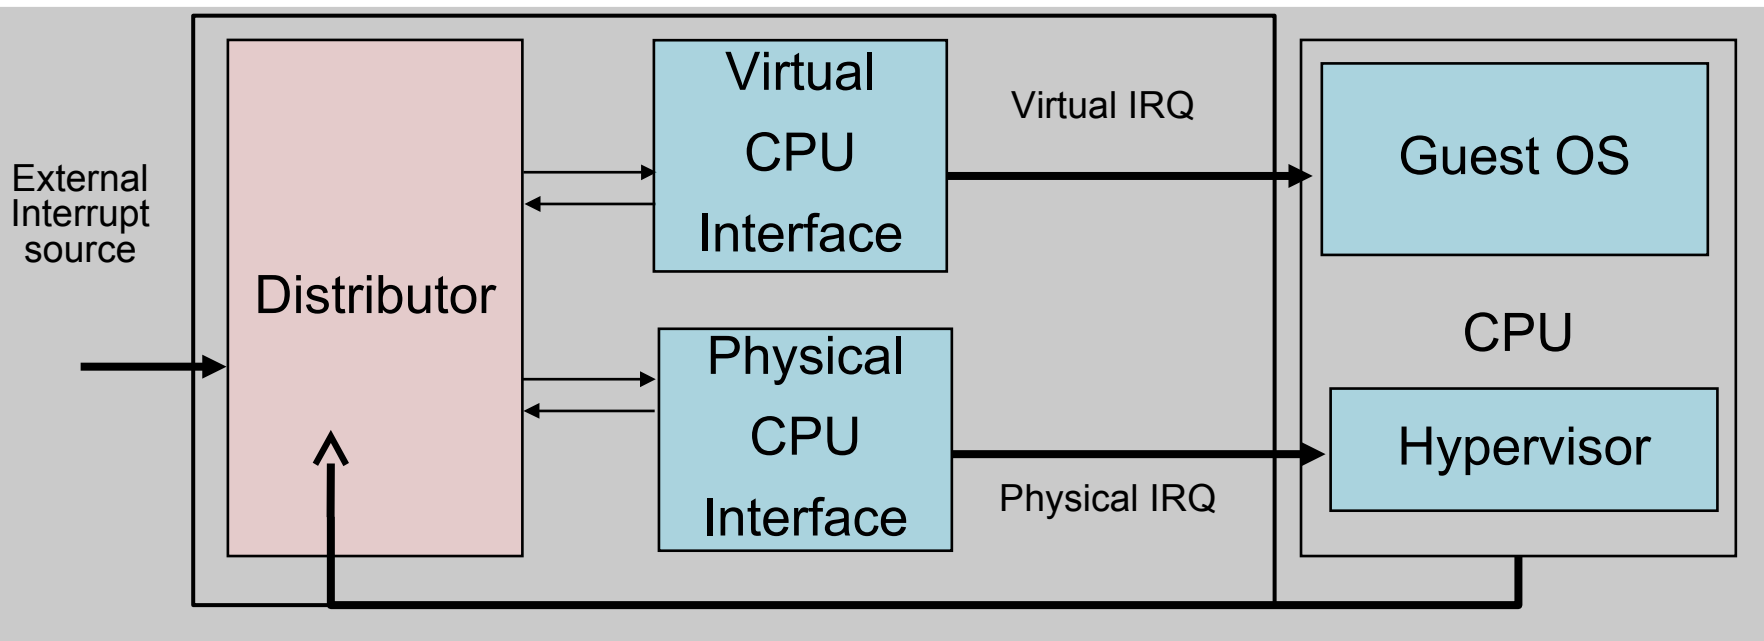 External
Interrupt
source
Distributor
Virtual
CPU
Interface
Physical
CPU
Interface
Virtual IRQ
Physical IRQ
Guest OS
CPU
Hypervisor